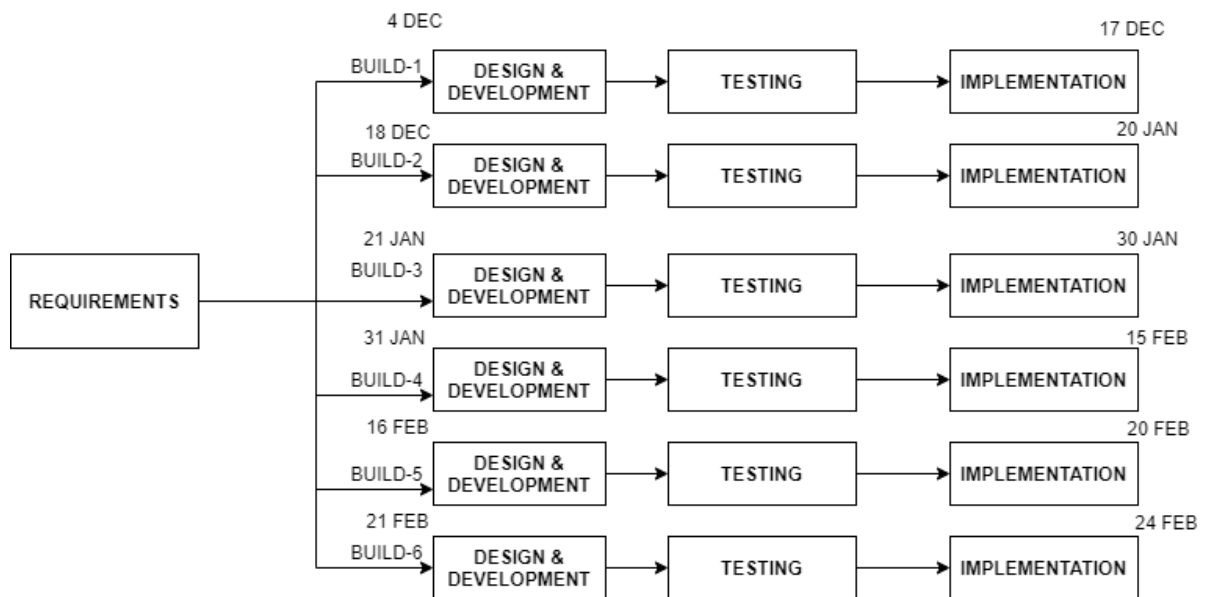 4 DEC
17 DEC
BUILD-1
DESIGN &
DEVELOPMENT
TESTING
IMPLEMENTATION
18 DEC
20 JAN
BUILD-2
DESIGN &
DEVELOPMENT
TESTING
IMPLEMENTATION
21 JAN
30 JAN
BUILD-3
DESIGN &
DEVELOPMENT
TESTING
IMPLEMENTATION
REQUIREMENTS
31 JAN
15 FEB
BUILD-4
DESIGN &
DEVELOPMENT
TESTING
IMPLEMENTATION
16 FEB
20 FEB
BUILD-5
DESIGN &
DEVELOPMENT
TESTING
IMPLEMENTATION
21 FEB
24 FEB
BUILD-6
DESIGN &
DEVELOPMENT
TESTING
IMPLEMENTATION